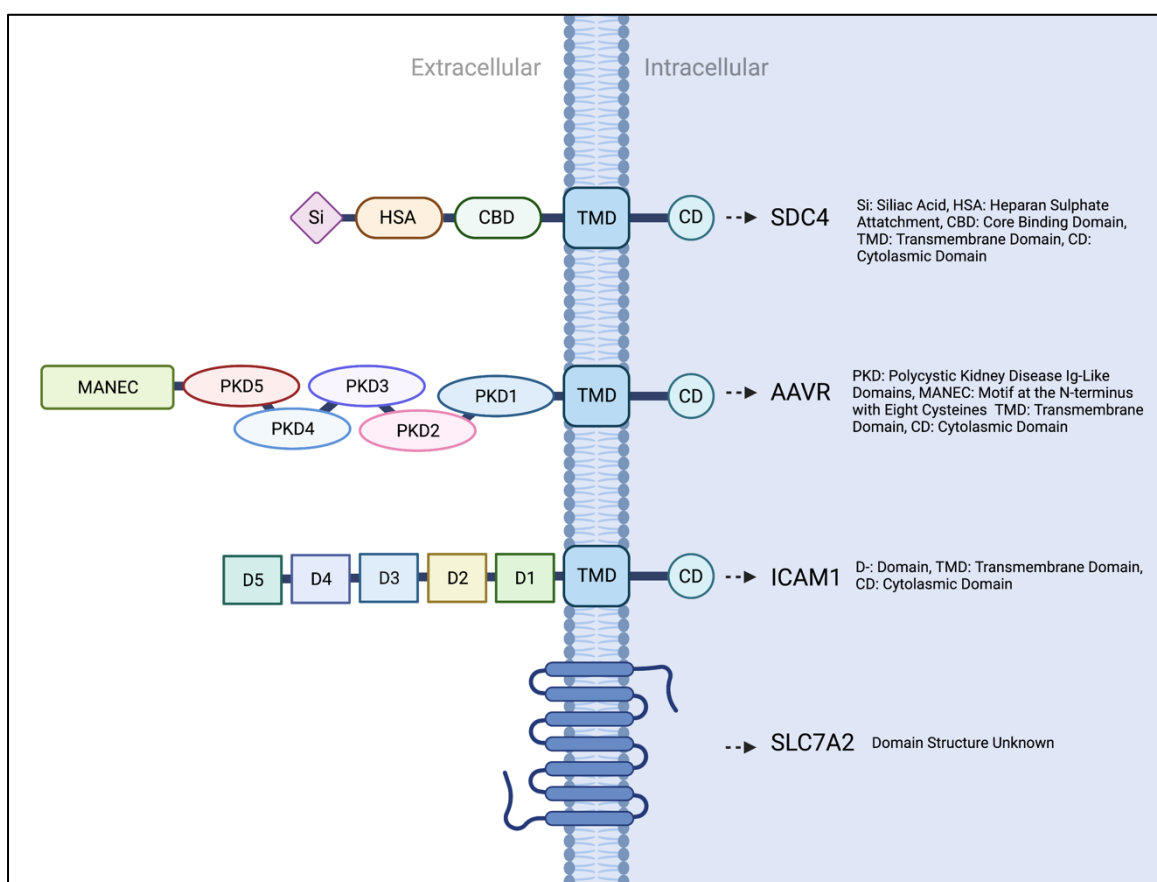 Extracellular
Intracellular
Si
HSA
CBD
TMD
CD
SDC4
Si: Siliac Acid, HSA: Heparan Sulphate
Attatchment, CBD: Core Binding Domain,
TMD: Transmembrane Domain, CD:
Cytolasmic Domain
MANEC
PKD5
PKD4
PKD3
PKD2
PKD1
TMD
CD
AAVR
PKD: Polycystic Kidney Disease Ig-Like
Domains, MANEC: Motif at the N-terminus
with Eight Cysteines TMD: Transmembrane
Domain, CD: Cytolasmic Domain
D5
D4
D3
D2
D1
TMD
CD
ICAM1
D-: Domain, TMD: Transmembrane Domain,
CD: Cytolasmic Domain
SLC7A2
Domain Structure Unknown